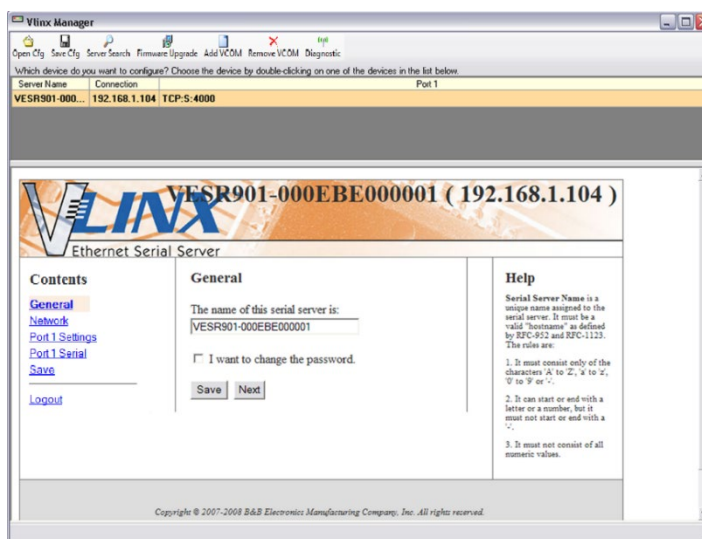 Vlinx Manager
Open Cfg Save Cfg Server Search Firmware Upgrade Add VCOM Remove VCOM Diagnostic
Which device do you want to configure? Choose the device by double-clicking on one of the devices in the list below.
Server Name Connection Port 1
VESR901-000... 192.168.1.104 TCP:S:4000
VLINX
VESR901-000EBE000001 ( 192.168.1.104 )
Ethernet Serial Server
Contents
General
Network
Port 1 Settings
Port 1 Serial
Save
Logout
General
The name of this serial server is:
VESR901-000EBE000001
I want to change the password.
Save Next
Help
Serial Server Name is a
unique name assigned to the
serial server. It must be a
valid "hostname" as defined
by RFC-952 and RFC-1123.
The rules are:
1. It must consist only of the
characters 'A' to 'Z', 'a' to 'z',
'0' to '9' or '-'.
2. It can start or end with a
letter or a number, but it
must not start or end with a
'-'.
3. It must not consist of all
numeric values.
Copyright © 2007-2008 B&B Electronics Manufacturing Company, Inc. All rights reserved.